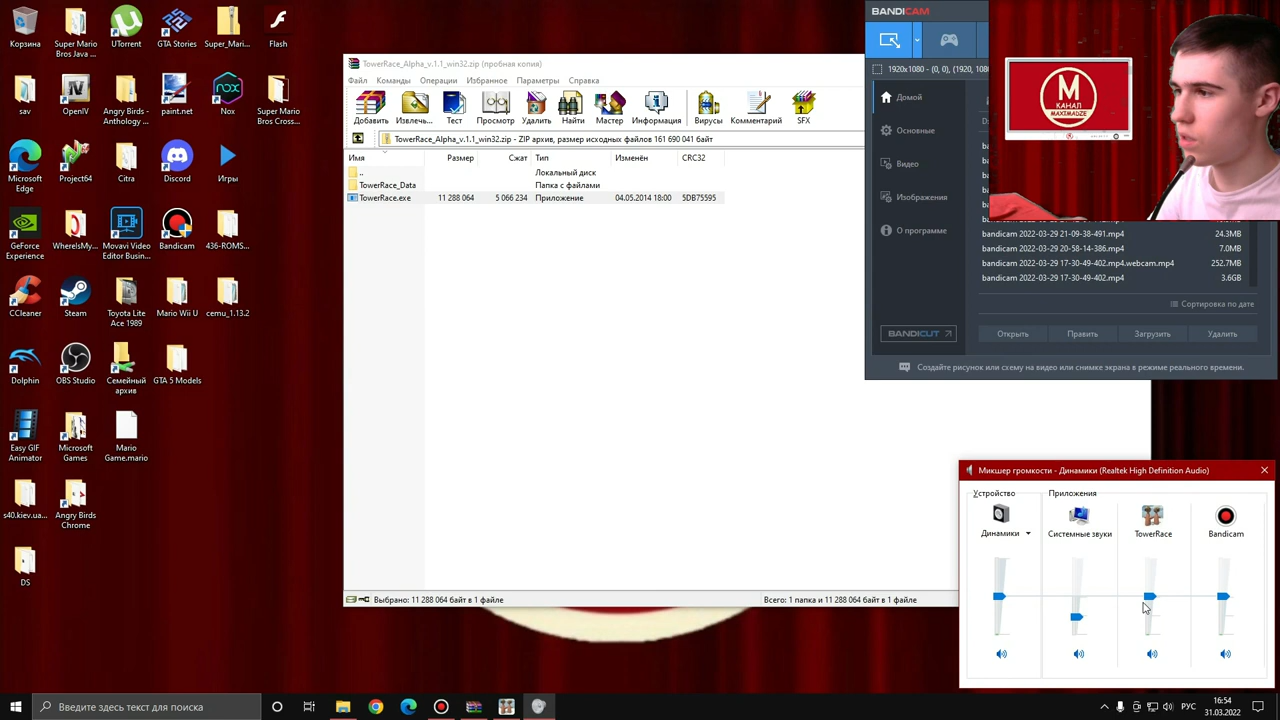 Корзина
Super Mario Bros Java ...
UTorrent
GTA Stories
Super_Mari...
Flash
sav
OpenIV
Angry Birds - Anthology ...
paint.net
Nox
Super Mario Bros Cross...
Microsoft Edge
Project64
Citra
Discord
Игры
GeForce Experience
WhereIsMy...
Movavi Video Editor Busin...
Bandicam
436-ROMS...
CCleaner
Steam
Toyota Lite Ace 1989
Mario Wii U
cemu_1.13.2
Dolphin
OBS Studio
Семейный архив
GTA 5 Models
Easy GIF Animator
Microsoft Games
Mario Game.mario
s40.kiev.ua...
Angry Birds Chrome
DS
TowerRace_Alpha_v.1.1_win32.zip (пробная копия)
Файл Команды Операции Избранное Параметры Справка
Добавить Извлечь... Тест Просмотр Удалить Найти Мастер Информация Вирусы Комментарий SFX
TowerRace_Alpha_v.1.1_win32.zip - ZIP архив, размер исходных файлов 161 690 041 байт
Имя Размер Сжат Тип Изменён CRC32
.. Локальный диск
TowerRace_Data Папка с файлами
TowerRace.exe 11 288 064 5 066 234 Приложение 04.05.2014 18:00 5DB75595
Выбрано: 11 288 064 байт в 1 файле
Всего: 1 папка и 11 288 064 байт в 1 файле
BANDICAM
1920x1080 - (0, 0), (1920, 108
Домой
Основные
Видео
Изображения
О программе
BANDICUT
M
КАНАЛ
MAXIMADZE
bandicam 2022-03-29 21-09-38-491.mp4 24.3MB
bandicam 2022-03-29 20-58-14-386.mp4 7.0MB
bandicam 2022-03-29 17-30-49-402.mp4.webcam.mp4 252.7MB
bandicam 2022-03-29 17-30-49-402.mp4 3.6GB
Сортировка по дате
Открыть Править Загрузить Удалить
Создайте рисунок или схему на видео или снимке экрана в режиме реального времени.
Микшер громкости - Динамики (Realtek High Definition Audio)
Устройство Приложения
Динамики Системные звуки TowerRace Bandicam
Введите здесь текст для поиска
РУС
16:54
31.03.2022